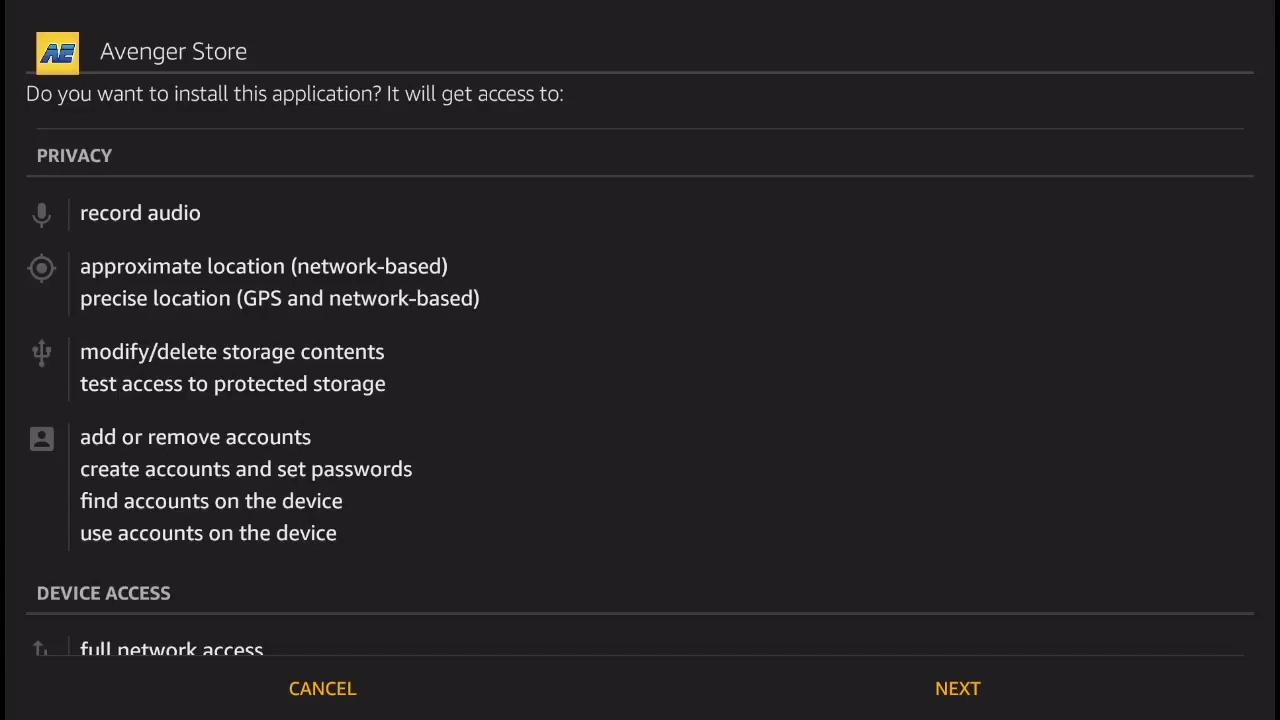 AE Avenger Store
Do you want to install this application? It will get access to:
PRIVACY
record audio
approximate location (network-based)
precise location (GPS and network-based)
modify/delete storage contents
test access to protected storage
add or remove accounts
create accounts and set passwords
find accounts on the device
use accounts on the device
DEVICE ACCESS
full network access
CANCEL NEXT